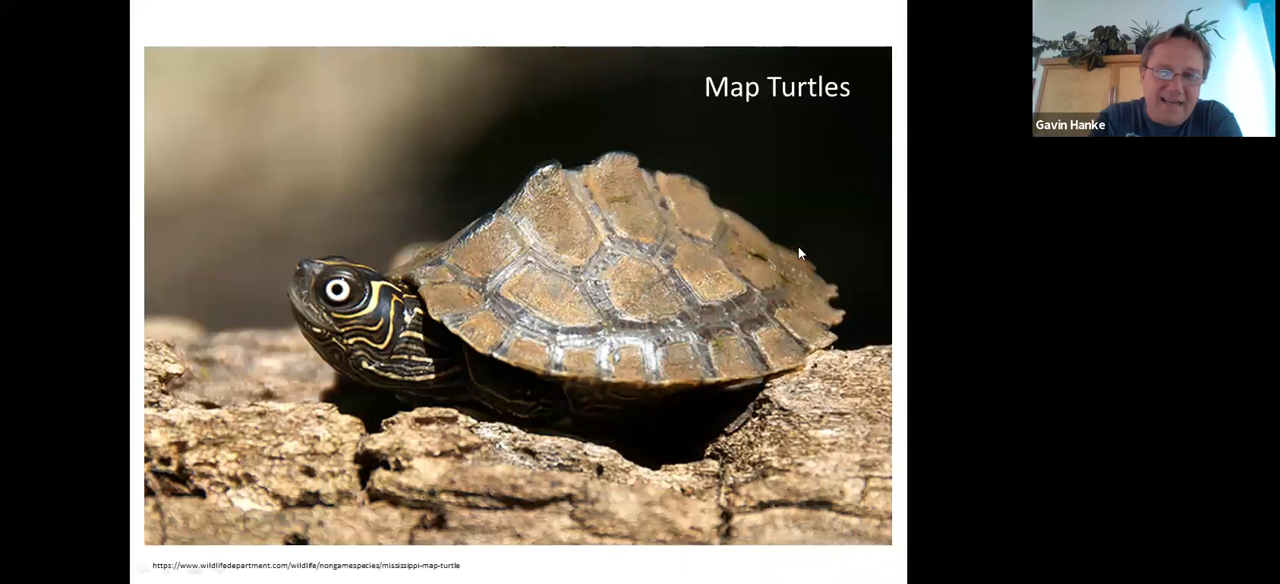 Map Turtles
Gavin Hanke
https://www.wildlifedepartment.com/wildlife/nongamespecies/mississippi-map-turtle